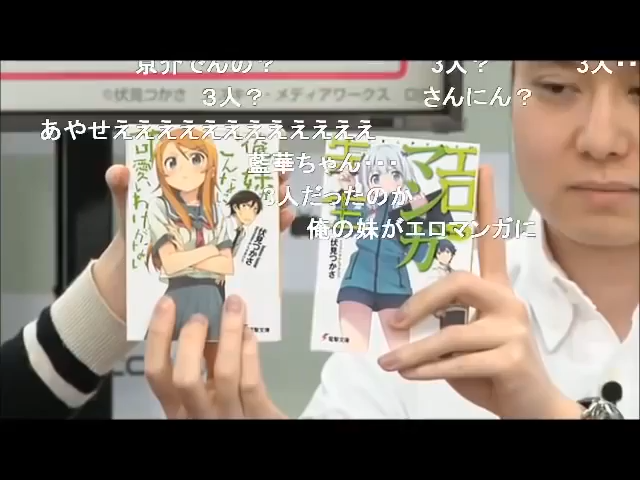 京介でんの？
3人？
3人‥
©伏見つかさ
・メディアワークス
3人？
さんにん？
あやせえええええええええええ
藍華ちゃん･･･
人だったのか
俺の妹がエロマンガに
俺の妹が
こんなに
可愛いわけがない
伏見つかさ
電撃文庫
エロマンガ
先生
伏見つかさ
電撃文庫